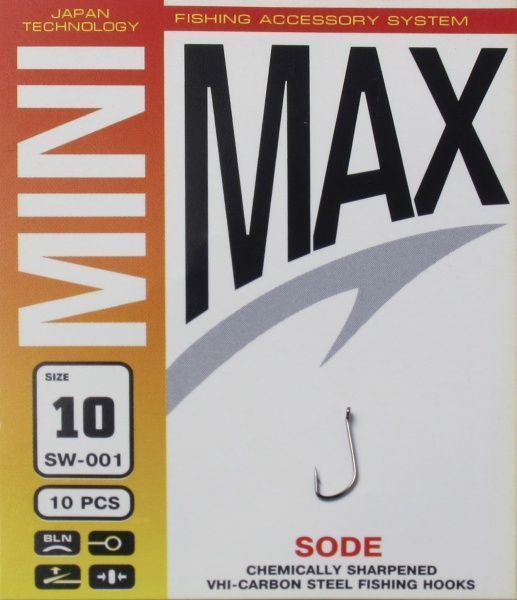 JAPAN
TECHNOLOGY
FISHING ACCESSORY SYSTEM
MINI
MAX
SIZE
10
SW-001
10 PCS
BLN
SODE
CHEMICALLY SHARPENED
VHI-CARBON STEEL FISHING HOOKS